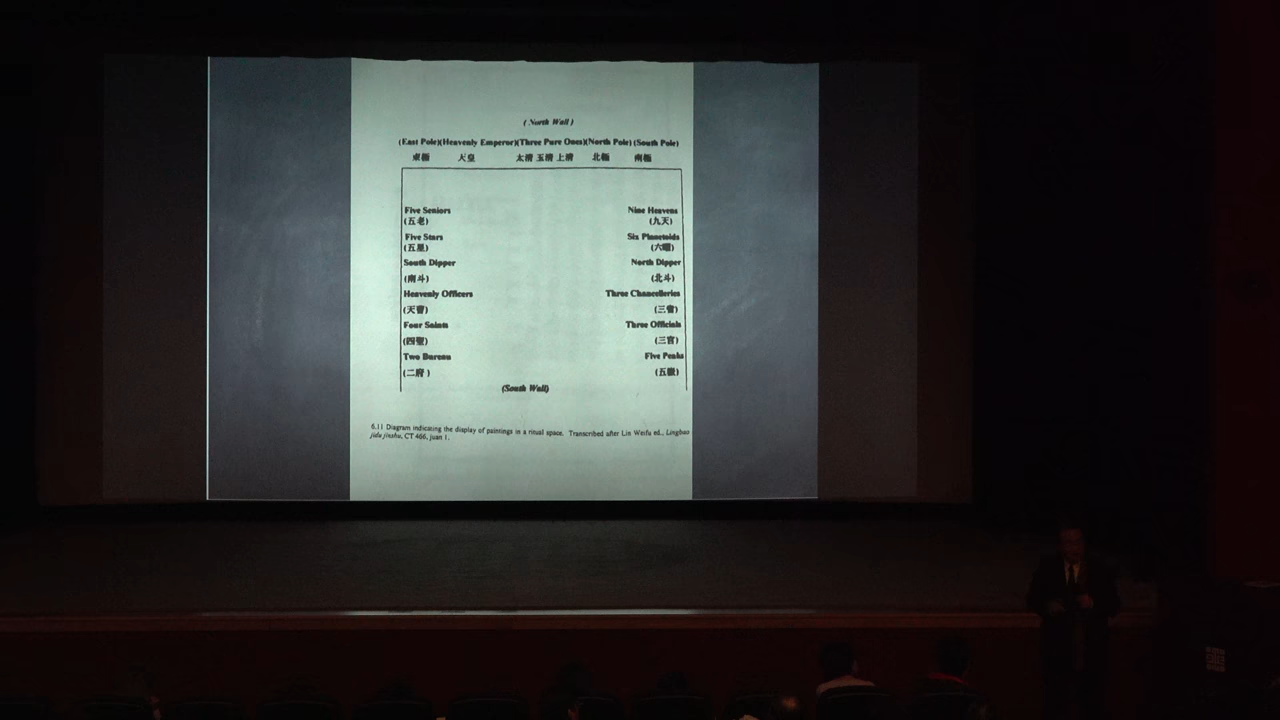 ( North Wall )
(East Pole)(Heavenly Emperor)(Three Pure Ones)(North Pole) (South Pole)
東極 天皇 太清 玉清 上清 北極 南極
Five Seniors Nine Heavens
(五老) (九天)
Five Stars Six Planetoids
(五星) (六曜)
South Dipper North Dipper
(南斗) (北斗)
Heavenly Officers Three Chancelleries
(天曹) (三省)
Four Saints Three Officials
(四聖) (三官)
Two Bureau Five Peaks
(二府 ) (五嶽)
(South Wall)
6.11 Diagram indicating the display of paintings in a ritual space. Transcribed after Lin Weifu ed., Lingbao
jidu jinshu, CT 466, juan 1.